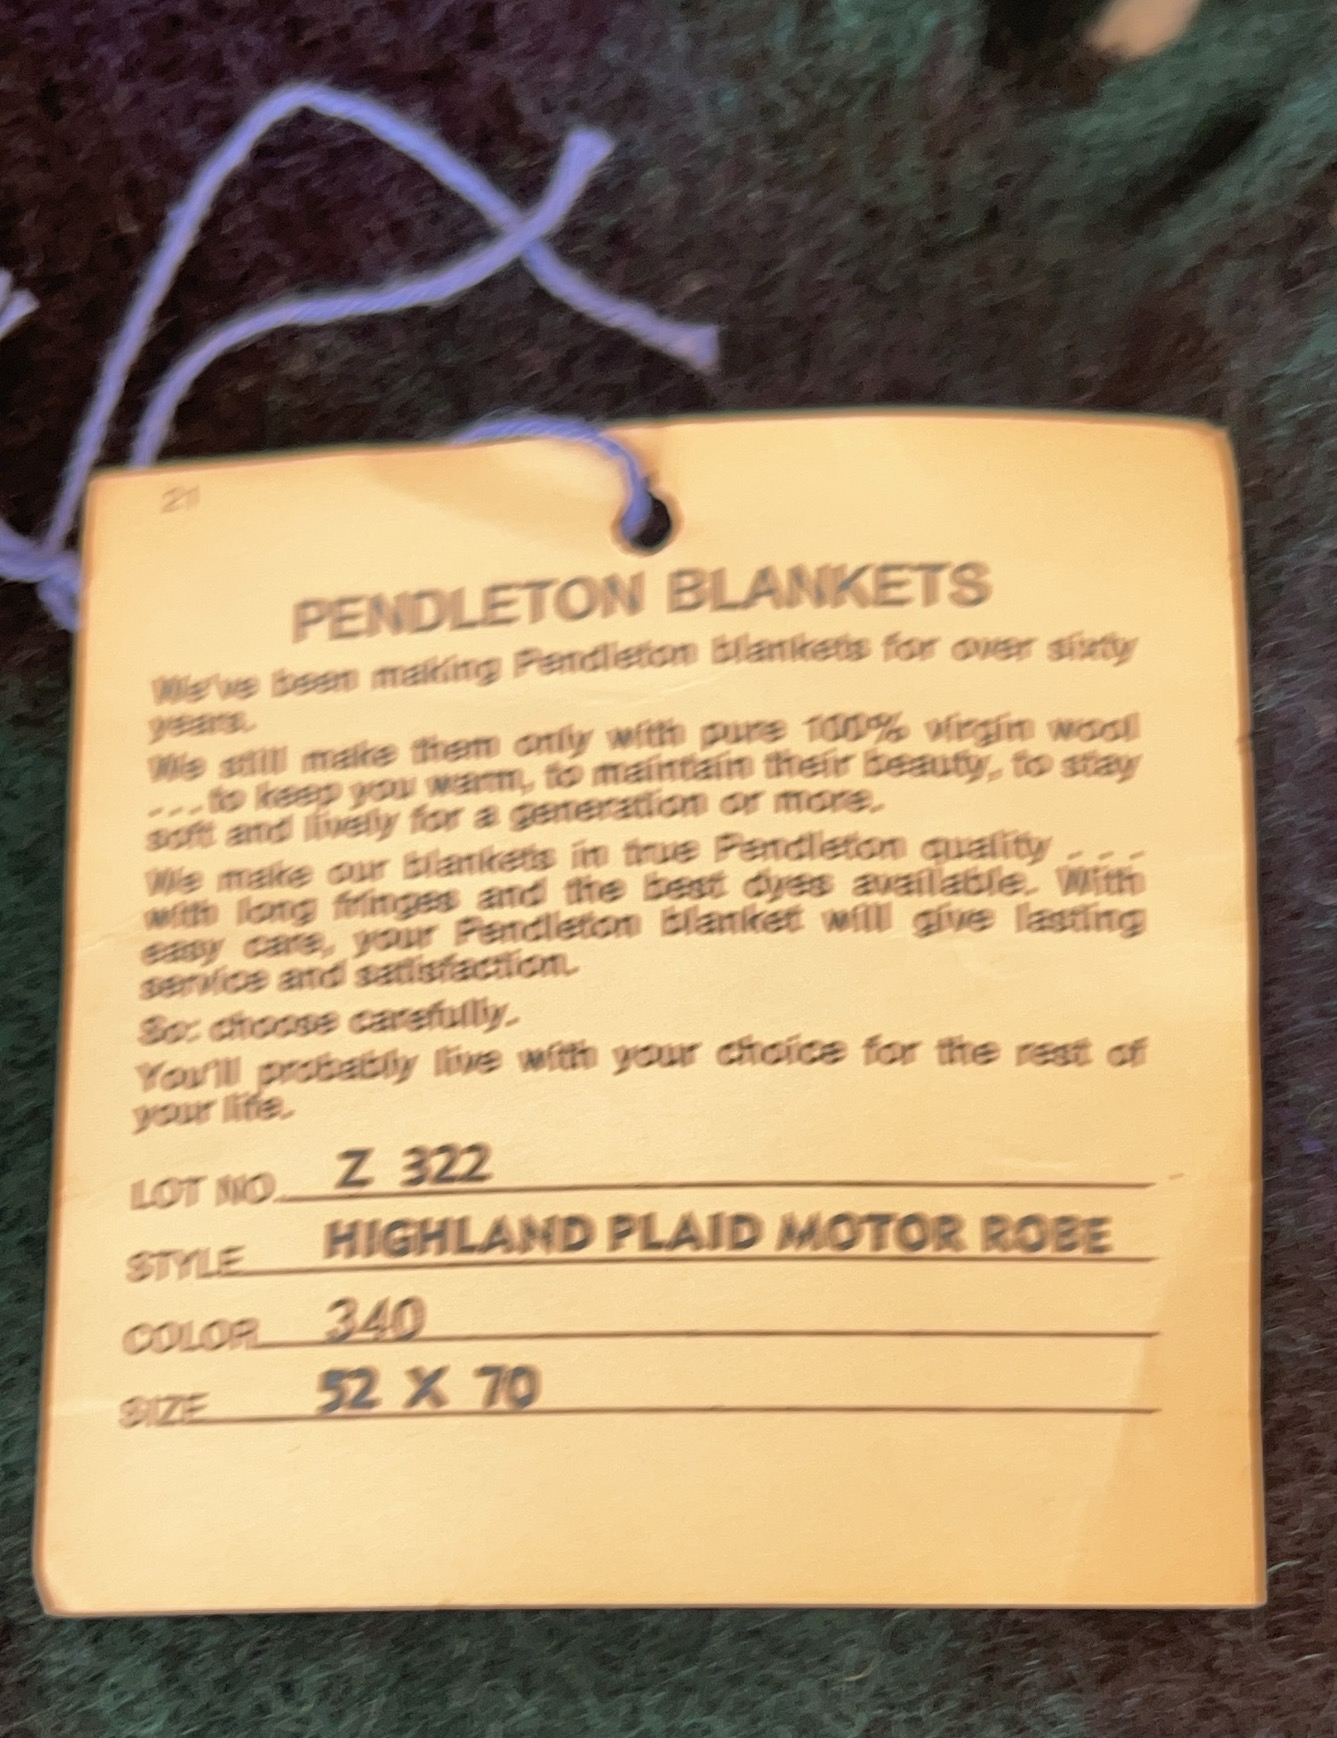 21
PENDLETON BLANKETS
We've been making Pendleton blankets for over sixty
years.
We still make them only with pure 100% virgin wool
...to keep you warm, to maintain their beauty, to stay
soft and lively for a generation or more.
We make our blankets in true Pendleton quality ...
with long fringes and the best dyes available. With
easy care, your Pendleton blanket will give lasting
service and satisfaction.
So: choose carefully.
You'll probably live with your choice for the rest of
your life.
LOT NO. Z 322
STYLE HIGHLAND PLAID MOTOR ROBE
COLOR 340
SIZE 52 X 70